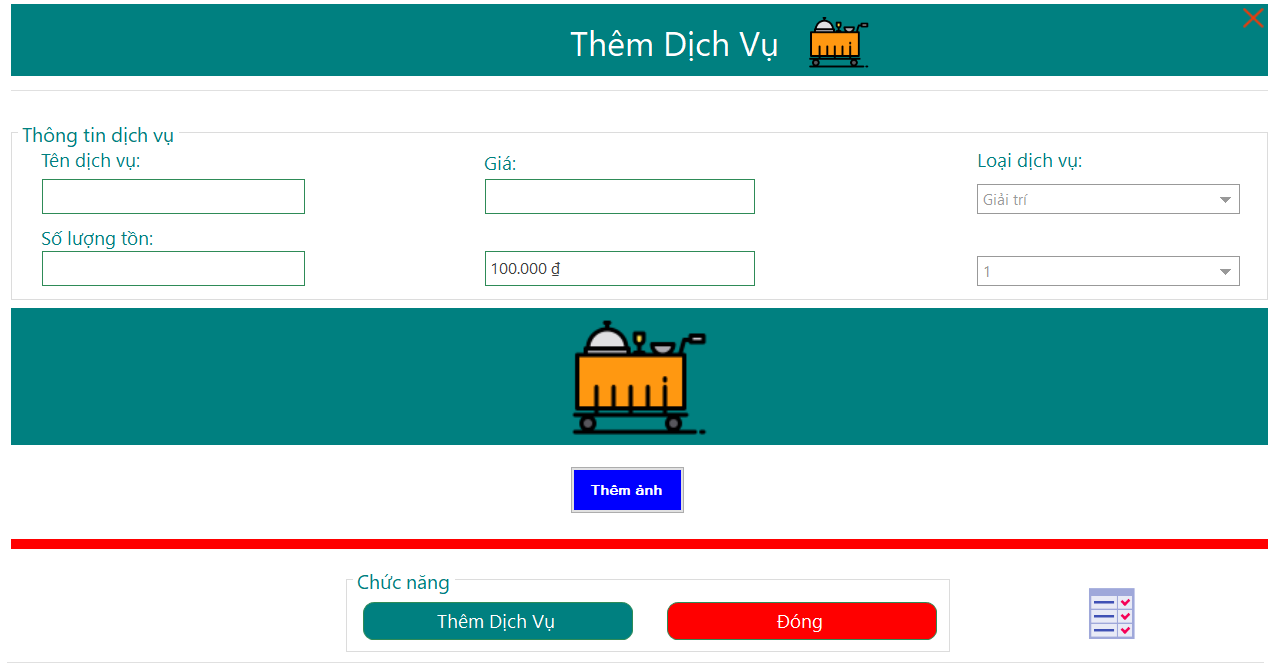 Thêm Dịch Vụ
Thông tin dịch vụ
Tên dịch vụ:
Giá:
Loại dịch vụ:
Giải trí
Số lượng tồn:
100.000 ₫
1
Thêm ảnh
Chức năng
Thêm Dịch Vụ
Đóng